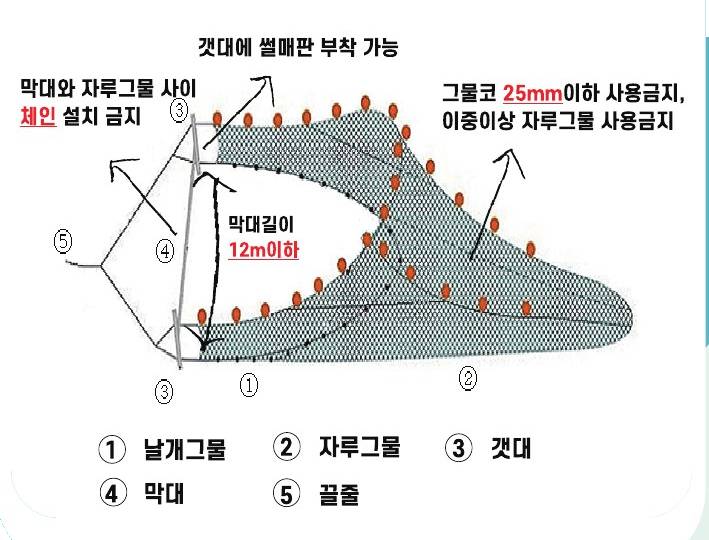 갯대에 썰매판 부착 가능
막대와 자루그물 사이
체인 설치 금지
그물코 25mm이하 사용금지,
이중이상 자루그물 사용금지
③
⑤
④
막대길이
12m이하
③
①
②
① 날개그물 ② 자루그물 ③ 갯대
④ 막대 ⑤ 끌줄